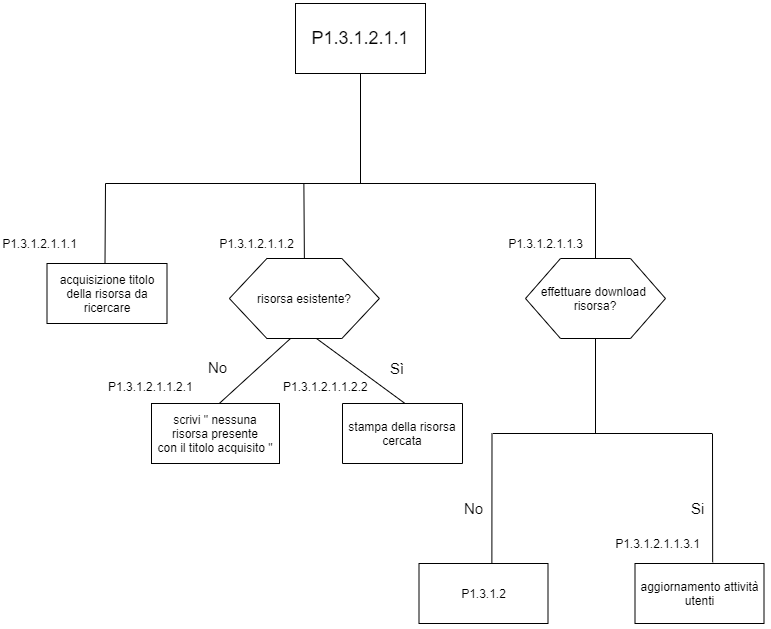 P1.3.1.2.1.1
P1.3.1.2.1.1.1
P1.3.1.2.1.1.2
P1.3.1.2.1.1.3
acquisizione titolo
della risorsa da
ricercare
risorsa esistente?
effettuare download
risorsa?
No
Sì
P1.3.1.2.1.1.2.1
P1.3.1.2.1.1.2.2
scrivi " nessuna
risorsa presente
con il titolo acquisito "
stampa della risorsa
cercata
No
Si
P1.3.1.2.1.1.3.1
P1.3.1.2
aggiornamento attività
utenti